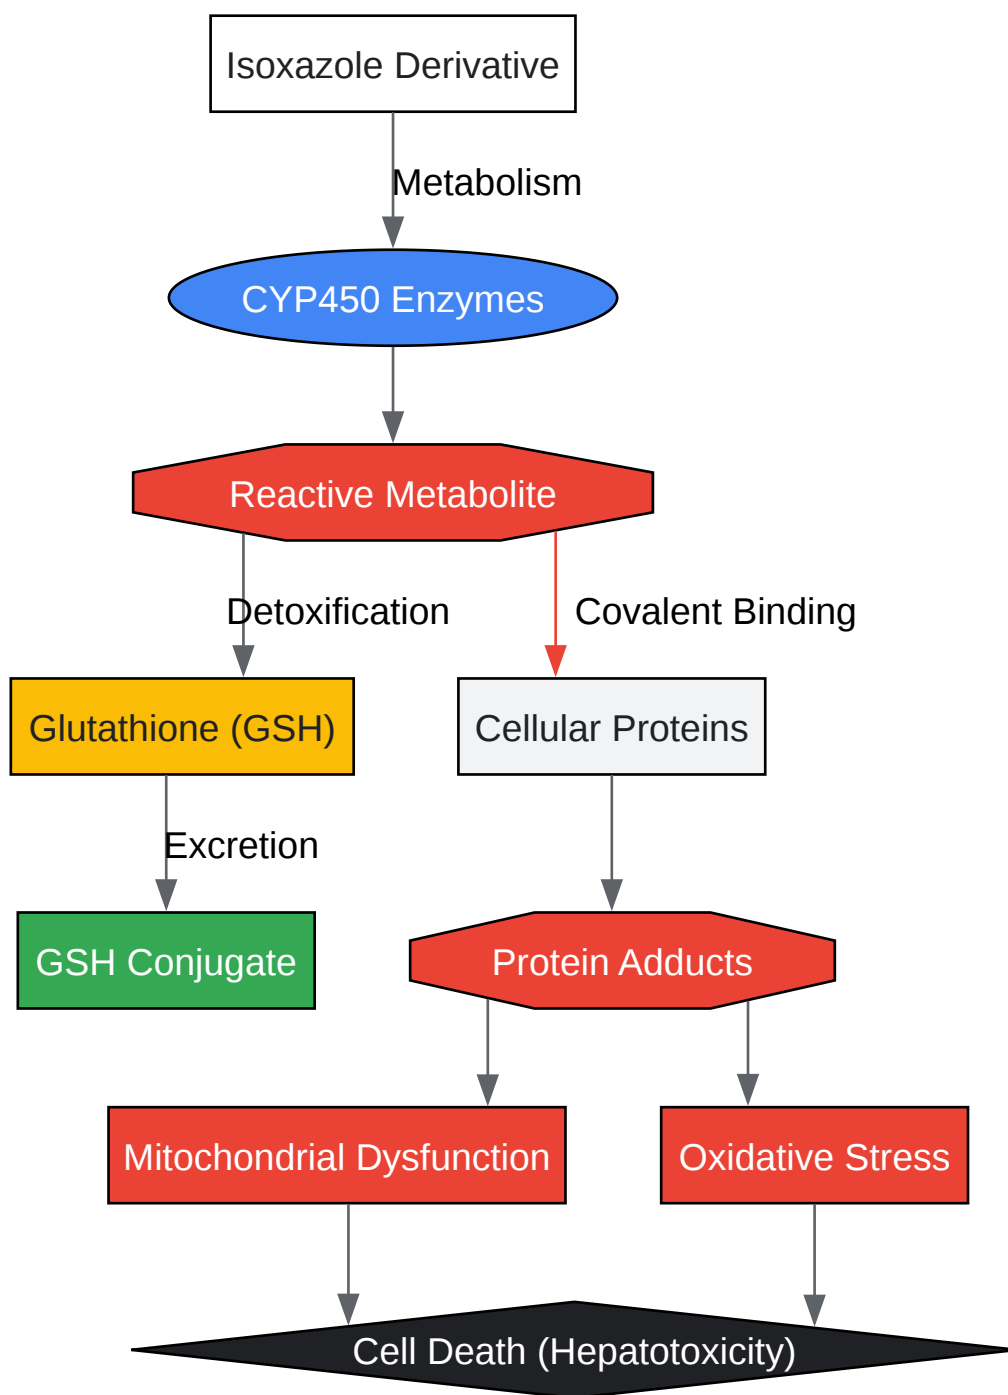 Isoxazole Derivative
Metabolism
CYP450 Enzymes
Reactive Metabolite
Detoxification
Covalent Binding
Glutathione (GSH)
Cellular Proteins
Excretion
GSH Conjugate
Protein Adducts
Mitochondrial Dysfunction
Oxidative Stress
Cell Death (Hepatotoxicity)